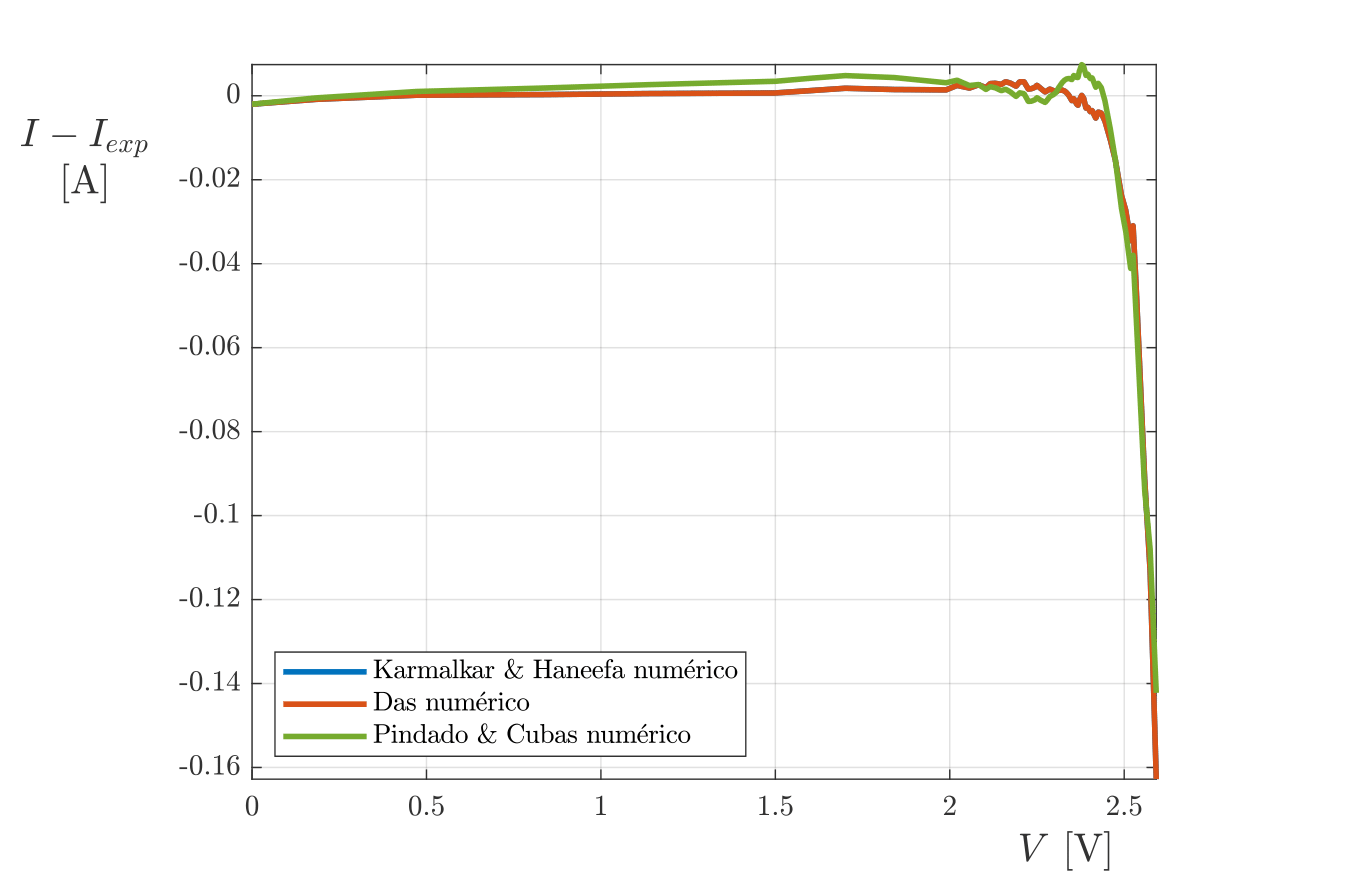 I − I_exp
[A]
0
-0.02
-0.04
-0.06
-0.08
-0.1
-0.12
-0.14
-0.16
Karmalkar & Haneefa numérico
Das numérico
Pindado & Cubas numérico
0 0.5 1 1.5 2 2.5
V [V]